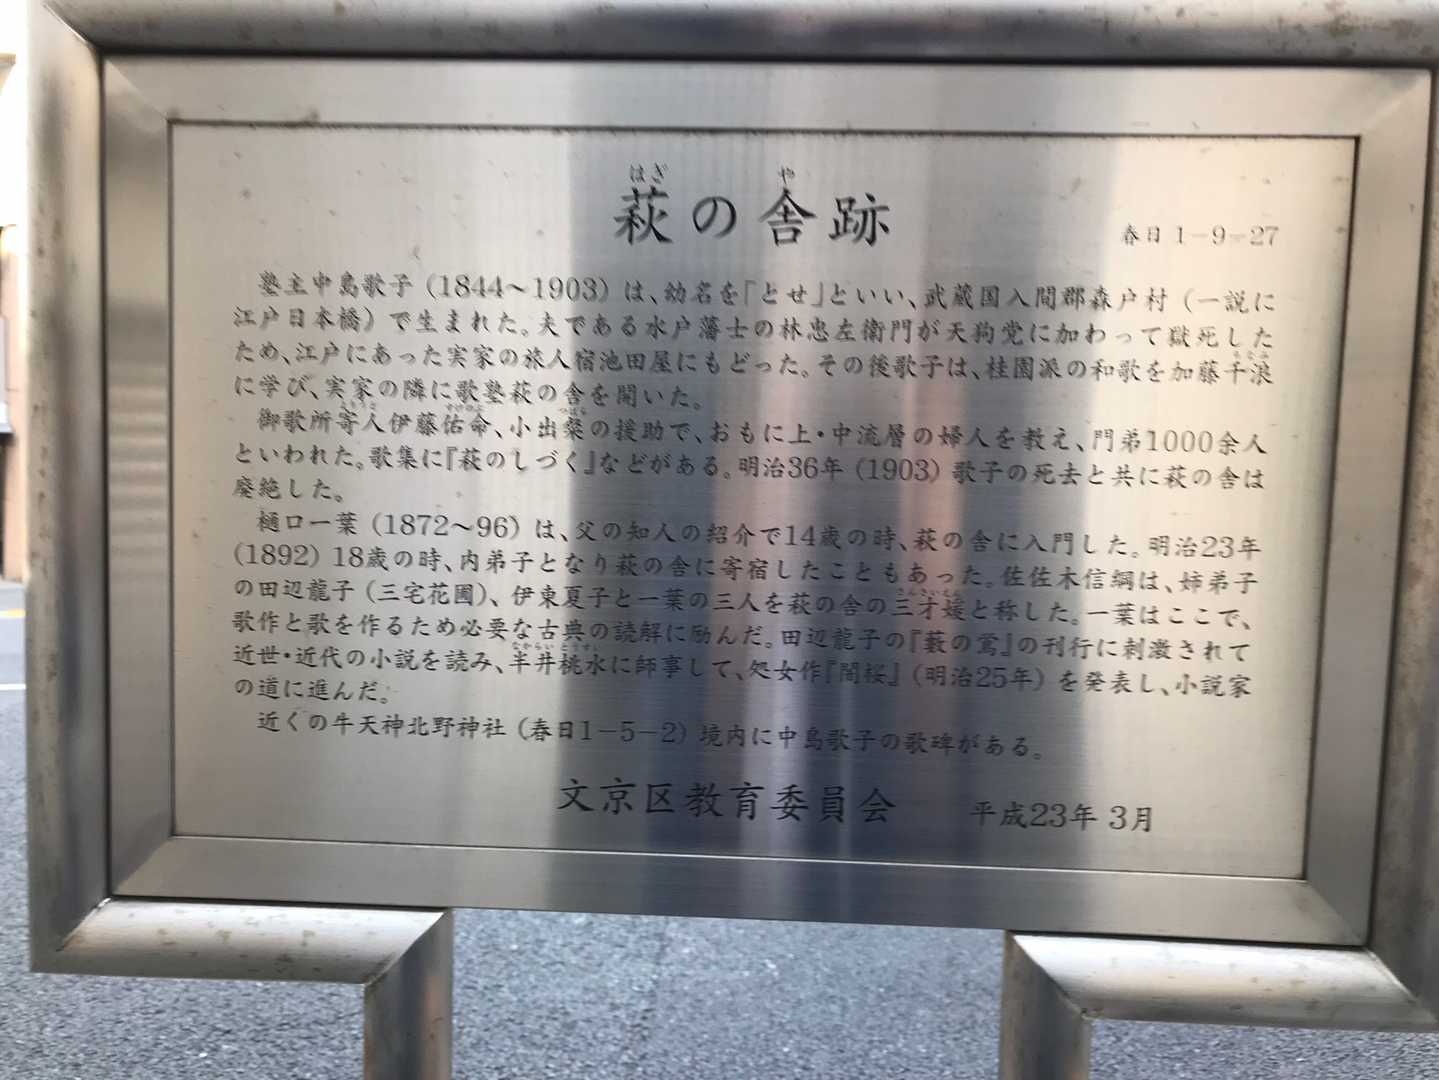 萩の舎跡
春日 1−9−27
塾主中島歌子（1844〜1903）は、幼名を「とせ」といい、武蔵国入間郡森戸村（一説に
江戸日本橋）で生まれた。夫である水戸藩士の林忠左衛門が天狗党に加わって獄死した
ため、江戸にあった実家の旅人宿池田屋にもどった。その後歌子は、桂園派の和歌を加藤千浪
に学び、実家の隣に歌塾萩の舎を開いた。
御歌所寄人伊藤佑命、小出粲の援助で、おもに上・中流層の婦人を教え、門弟1000余人
といわれた。歌集に『萩のしづく』などがある。明治36年（1903）歌子の死去と共に萩の舎は
廃絶した。
樋口一葉（1872〜96）は、父の知人の紹介で14歳の時、萩の舎に入門した。明治23年
（1892）18歳の時、内弟子となり萩の舎に寄宿したこともあった。佐佐木信綱は、姉弟子
の田辺龍子（三宅花圃）、伊東夏子と一葉の三人を萩の舎の三才媛と称した。一葉はここで、
歌作と歌を作るため必要な古典の読解に励んだ。田辺龍子の『藪の鶯』の刊行に刺激されて
近世・近代の小説を読み、半井桃水に師事して、処女作『闇桜』（明治25年）を発表し、小説家
の道に進んだ。
近くの牛天神北野神社（春日1−5−2）境内に中島歌子の歌碑がある。
文京区教育委員会 平成23年 3月